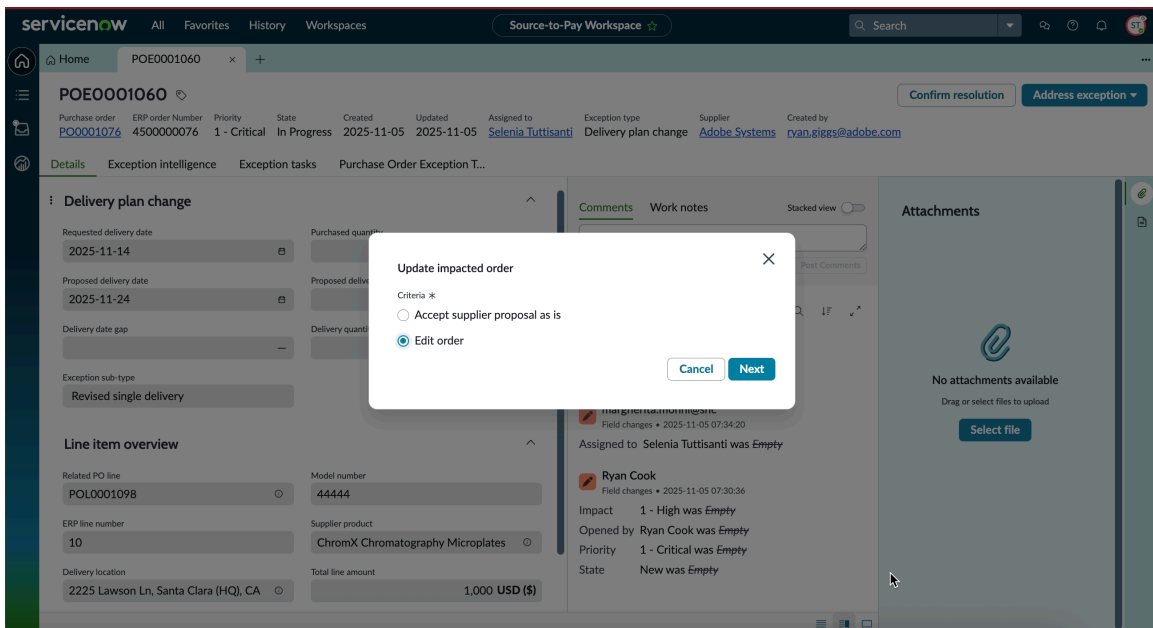 servicenow All Favorites History Workspaces Source-to-Pay Workspace Search ST
Home POE0001060
POE0001060 Confirm resolution Address exception
Purchase order ERP order Number Priority State Created Updated Assigned to Exception type Supplier Created by
PO0001076 4500000076 1 - Critical In Progress 2025-11-05 2025-11-05 Selenia Tuttisanti Delivery plan change Adobe Systems ryan.giggs@adobe.com
Details Exception intelligence Exception tasks Purchase Order Exception T...
Delivery plan change
Requested delivery date Purchased quantity
2025-11-14
Proposed delivery date Proposed delive
2025-11-24
Delivery date gap Delivery quanti
—
Exception sub-type
Revised single delivery
Line item overview
Related PO line Model number
POL0001098 44444
ERP line number Supplier product
10 ChromX Chromatography Microplates
Delivery location Total line amount
2225 Lawson Ln, Santa Clara (HQ), CA 1,000 USD ($)
Update impacted order
Criteria *
Accept supplier proposal as is
Edit order
Cancel Next
Comments Work notes Stacked view
Post Comments
Field changes • 2025-11-05 07:34:20
Assigned to Selenia Tuttisanti was Empty
Ryan Cook
Field changes • 2025-11-05 07:30:36
Impact 1 - High was Empty
Opened by Ryan Cook was Empty
Priority 1 - Critical was Empty
State New was Empty
Attachments
No attachments available
Drag or select files to upload
Select file